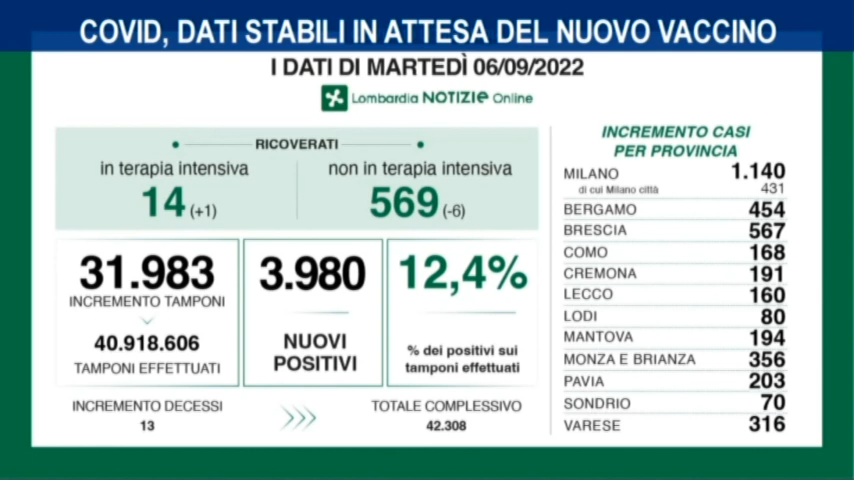 COVID, DATI STABILI IN ATTESA DEL NUOVO VACCINO
I DATI DI MARTEDÌ 06/09/2022
Lombardia NOTIZIE Online
RICOVERATI
in terapia intensiva
14 (+1)
non in terapia intensiva
569 (-6)
31.983
INCREMENTO TAMPONI
40.918.606
TAMPONI EFFETTUATI
3.980
NUOVI
POSITIVI
12,4%
% dei positivi sui
tamponi effettuati
INCREMENTO DECESSI
13
TOTALE COMPLESSIVO
42.308
INCREMENTO CASI
PER PROVINCIA
MILANO 1.140
di cui Milano città 431
BERGAMO 454
BRESCIA 567
COMO 168
CREMONA 191
LECCO 160
LODI 80
MANTOVA 194
MONZA E BRIANZA 356
PAVIA 203
SONDRIO 70
VARESE 316